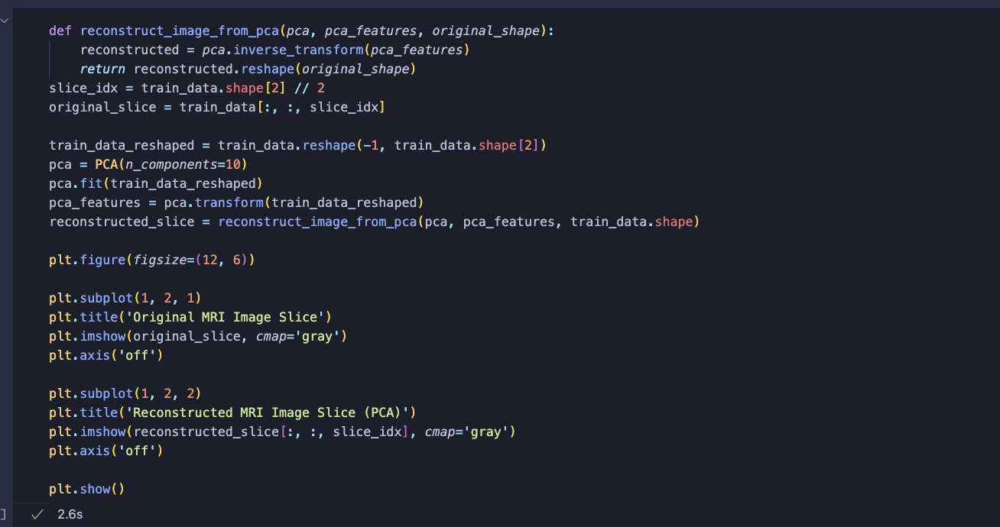 def reconstruct_image_from_pca(pca, pca_features, original_shape):
    reconstructed = pca.inverse_transform(pca_features)
    return reconstructed.reshape(original_shape)
slice_idx = train_data.shape[2] // 2
original_slice = train_data[:, :, slice_idx]

train_data_reshaped = train_data.reshape(-1, train_data.shape[2])
pca = PCA(n_components=10)
pca.fit(train_data_reshaped)
pca_features = pca.transform(train_data_reshaped)
reconstructed_slice = reconstruct_image_from_pca(pca, pca_features, train_data.shape)

plt.figure(figsize=(12, 6))

plt.subplot(1, 2, 1)
plt.title('Original MRI Image Slice')
plt.imshow(original_slice, cmap='gray')
plt.axis('off')

plt.subplot(1, 2, 2)
plt.title('Reconstructed MRI Image Slice (PCA)')
plt.imshow(reconstructed_slice[:, :, slice_idx], cmap='gray')
plt.axis('off')

plt.show()
] ✓ 2.6s